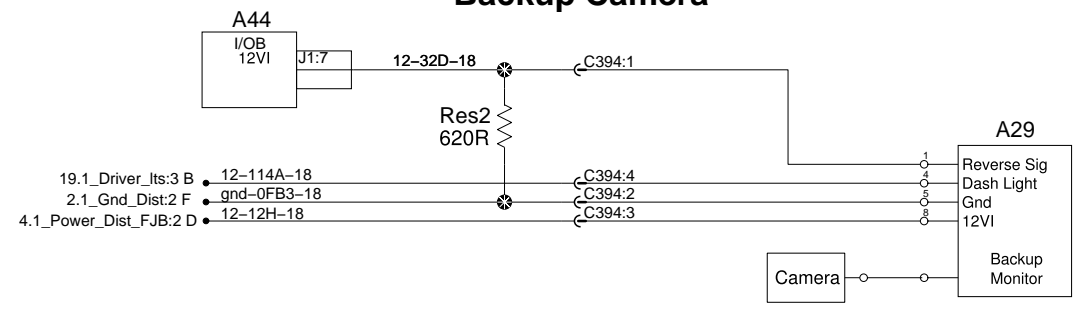 Backup Camera
A44
I/OB
12VI
J1:7
12-32D-18
C394:1
Res2
620R
A29
1
Reverse Sig
19.1_Driver_lts:3 B
12-114A-18
C394:4
4
Dash Light
2.1_Gnd_Dist:2 F
gnd-0FB3-18
C394:2
5
Gnd
4.1_Power_Dist_FJB:2 D
12-12H-18
C394:3
8
12VI
Backup
Monitor
Camera